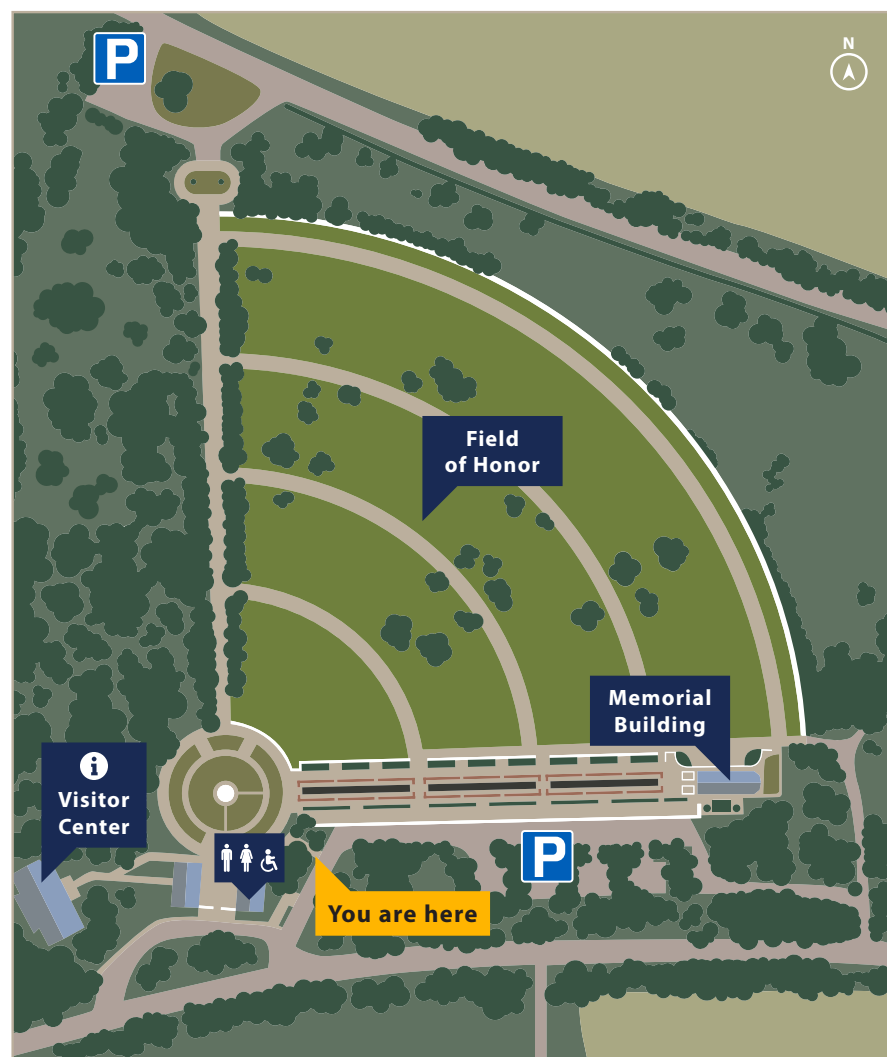 P
N
Field
of Honor
Memorial
Building
i
Visitor
Center
P
You are here